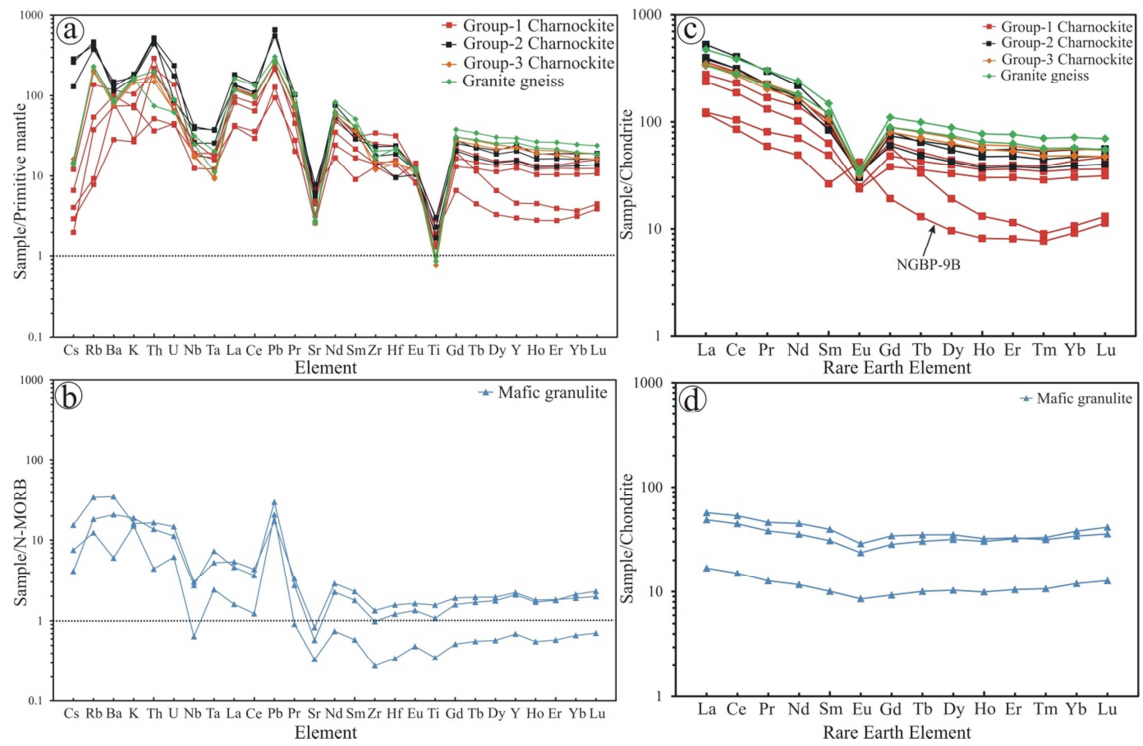 a
Group-1 Charnockite
Group-2 Charnockite
Group-3 Charnockite
Granite gneiss
Sample/Primitive mantle
1000
100
10
1
0.1
Cs Rb Ba K Th U Nb Ta La Ce Pb Pr Sr Nd Sm Zr Hf Eu Ti Gd Tb Dy Y Ho Er Yb Lu
Element
c
Group-1 Charnockite
Group-2 Charnockite
Group-3 Charnockite
Granite gneiss
Sample/Chondrite
1000
100
10
1
NGBP-9B
La Ce Pr Nd Sm Eu Gd Tb Dy Ho Er Tm Yb Lu
Rare Earth Element
b
Mafic granulite
Sample/N-MORB
1000
100
10
1
0.1
Cs Rb Ba K Th U Nb Ta La Ce Pb Pr Sr Nd Sm Zr Hf Eu Ti Gd Tb Dy Y Ho Er Yb Lu
Element
d
Mafic granulite
Sample/Chondrite
1000
100
10
1
La Ce Pr Nd Sm Eu Gd Tb Dy Ho Er Tm Yb Lu
Rare Earth Element